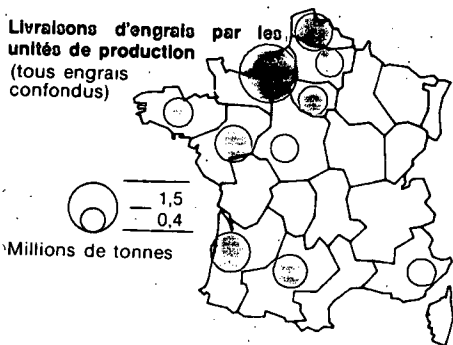 Livraisons d'engrais par les
unités de production
(tous engrais
confondus)
1,5
0,4
Millions de tonnes